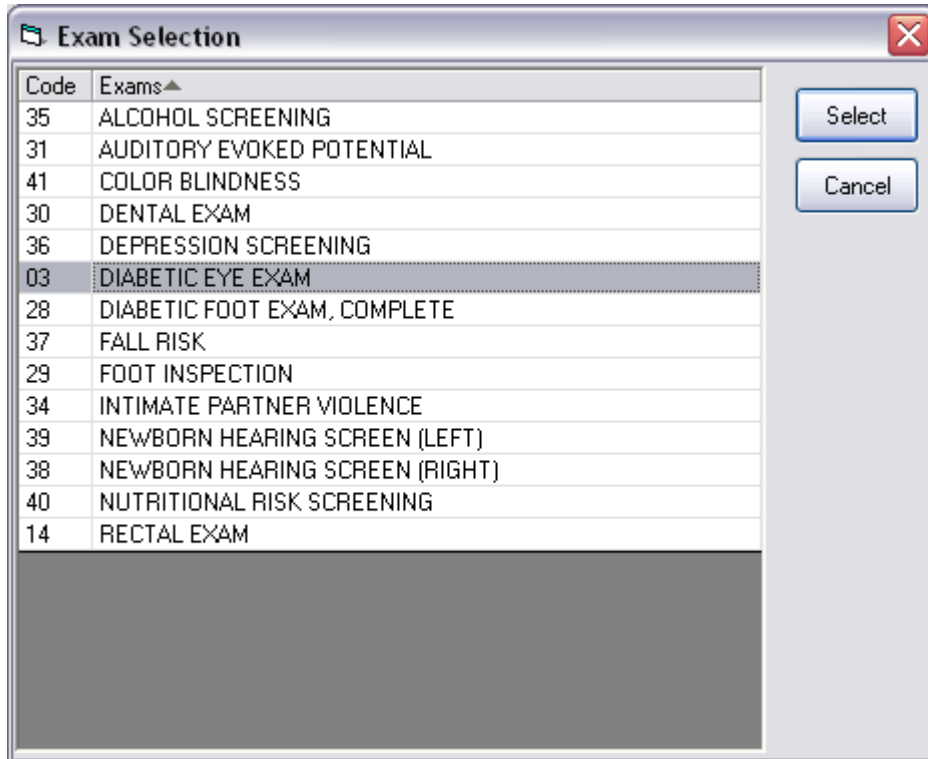 Exam Selection
Code Exams
35 ALCOHOL SCREENING
31 AUDITORY EVOKED POTENTIAL
41 COLOR BLINDNESS
30 DENTAL EXAM
36 DEPRESSION SCREENING
03 DIABETIC EYE EXAM
28 DIABETIC FOOT EXAM, COMPLETE
37 FALL RISK
29 FOOT INSPECTION
34 INTIMATE PARTNER VIOLENCE
39 NEWBORN HEARING SCREEN (LEFT)
38 NEWBORN HEARING SCREEN (RIGHT)
40 NUTRITIONAL RISK SCREENING
14 RECTAL EXAM
Select
Cancel